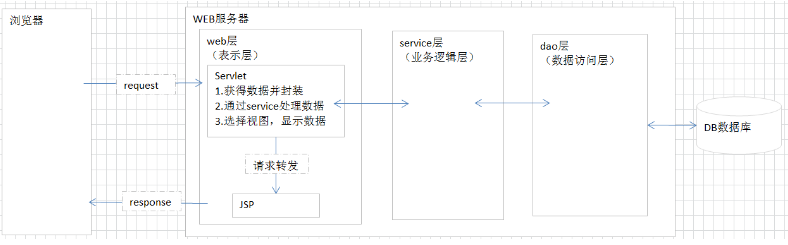 浏览器
WEB服务器
web层
（表示层）
Servlet
1.获得数据并封装
2.通过service处理数据
3.选择视图，显示数据
request
请求转发
JSP
response
service层
（业务逻辑层）
dao层
（数据访问层）
DB数据库